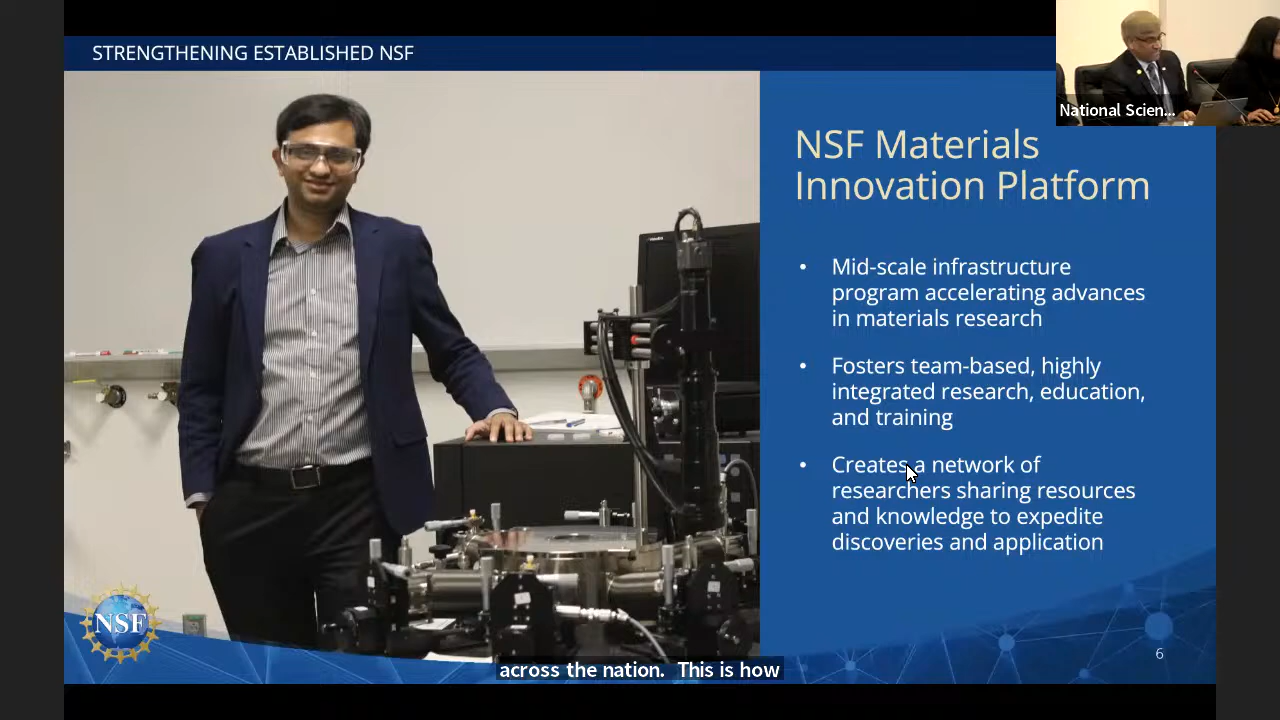 STRENGTHENING ESTABLISHED NSF
National Scien...
NSF Materials
Innovation Platform
• Mid-scale infrastructure
program accelerating advances
in materials research
• Fosters team-based, highly
integrated research, education,
and training
• Creates a network of
researchers sharing resources
and knowledge to expedite
discoveries and application
NSF
6
across the nation. This is how